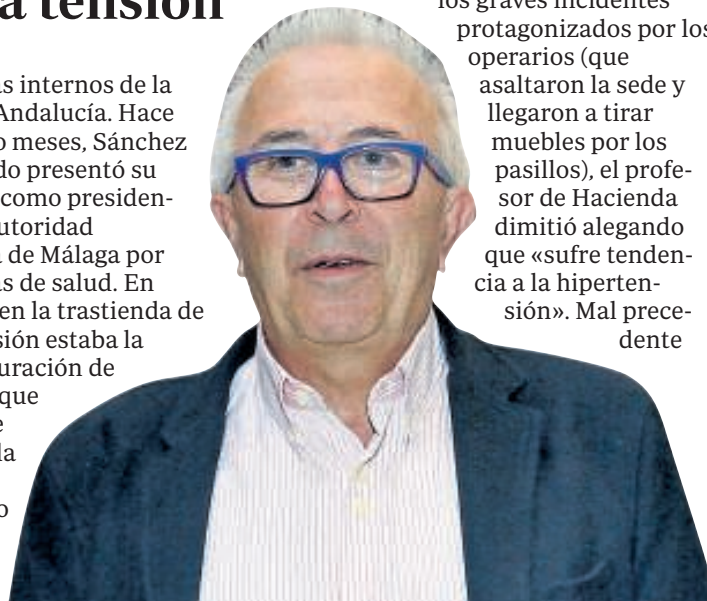 a tensión
s internos de la
Andalucía. Hace
o meses, Sánchez
do presentó su
como presiden-
utoridad
a de Málaga por
s de salud. En
en la trastienda de
sión estaba la
uración de
que
e
la
o
los graves incidentes
protagonizados por los
operarios (que
asaltaron la sede y
llegaron a tirar
muebles por los
pasillos), el profe-
sor de Hacienda
dimitió alegando
que «sufre tenden-
cia a la hiperten-
sión». Mal prece-
dente